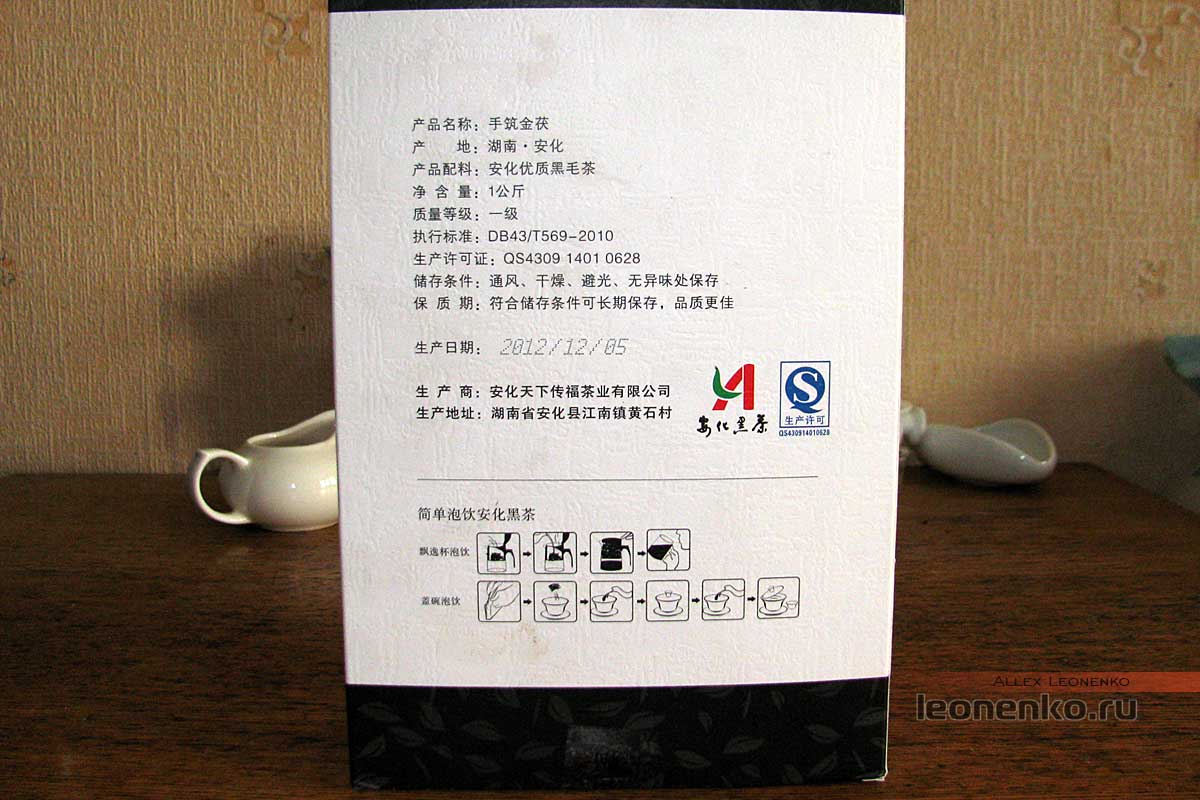 产品名称：手筑金茯
产 地：湖南·安化
产品配料：安化优质黑毛茶
净 含 量：1公斤
质量等级：一级
执行标准：DB43/T569-2010
生产许可证：QS4309 1401 0628
储存条件：通风、干燥、避光、无异味处保存
保 质 期：符合储存条件可长期保存，品质更佳
生产日期：2012/12/05
生 产 商：安化天下传福茶业有限公司
生产地址：湖南省安化县江南镇黄石村
安化黑茶
生产许可
QS430914010628
简单泡饮安化黑茶
飘逸杯泡饮
盖碗泡饮
ALLEX LEONENKO
leonenko.ru